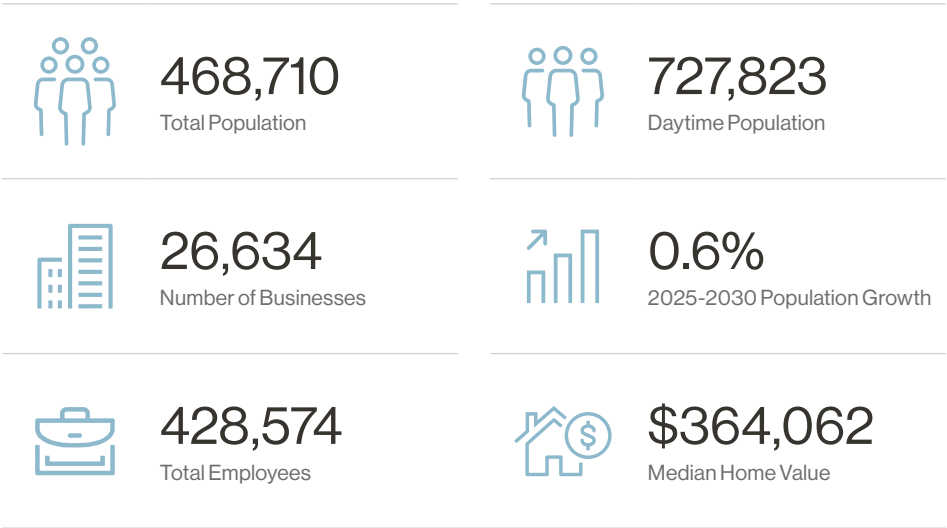 468,710
Total Population
727,823
Daytime Population
26,634
Number of Businesses
0.6%
2025-2030 Population Growth
428,574
Total Employees
$364,062
Median Home Value